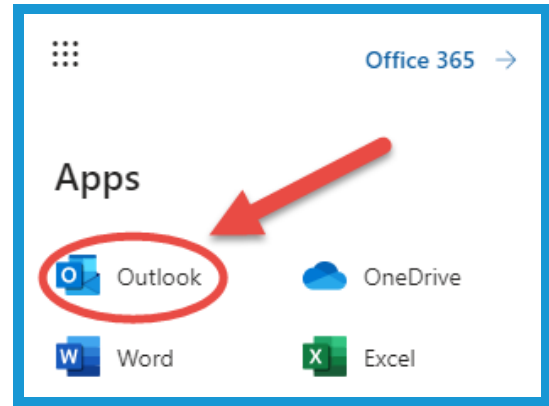 Office 365 →
Apps
O Outlook
OneDrive
W Word
X Excel